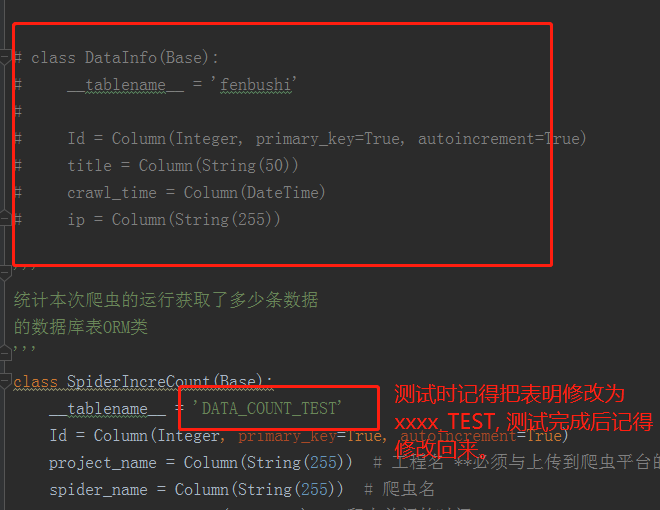 # class DataInfo(Base):
#     __tablename__ = 'fenbushi'
#
#     Id = Column(Integer, primary_key=True, autoincrement=True)
#     title = Column(String(50))
#     crawl_time = Column(DateTime)
#     ip = Column(String(255))
'''
统计本次爬虫的运行获取了多少条数据
的数据库表ORM类
'''
class SpiderIncreCount(Base):
    __tablename__ = 'DATA_COUNT_TEST'
测试时记得把表明修改为
xxxx_TEST, 测试完成后记得
修改回来。
    Id = Column(Integer, primary_key=True, autoincrement=True)
    project_name = Column(String(255))  # 工程名 **必须与上传到爬虫平台的
    spider_name = Column(String(255))  # 爬虫名